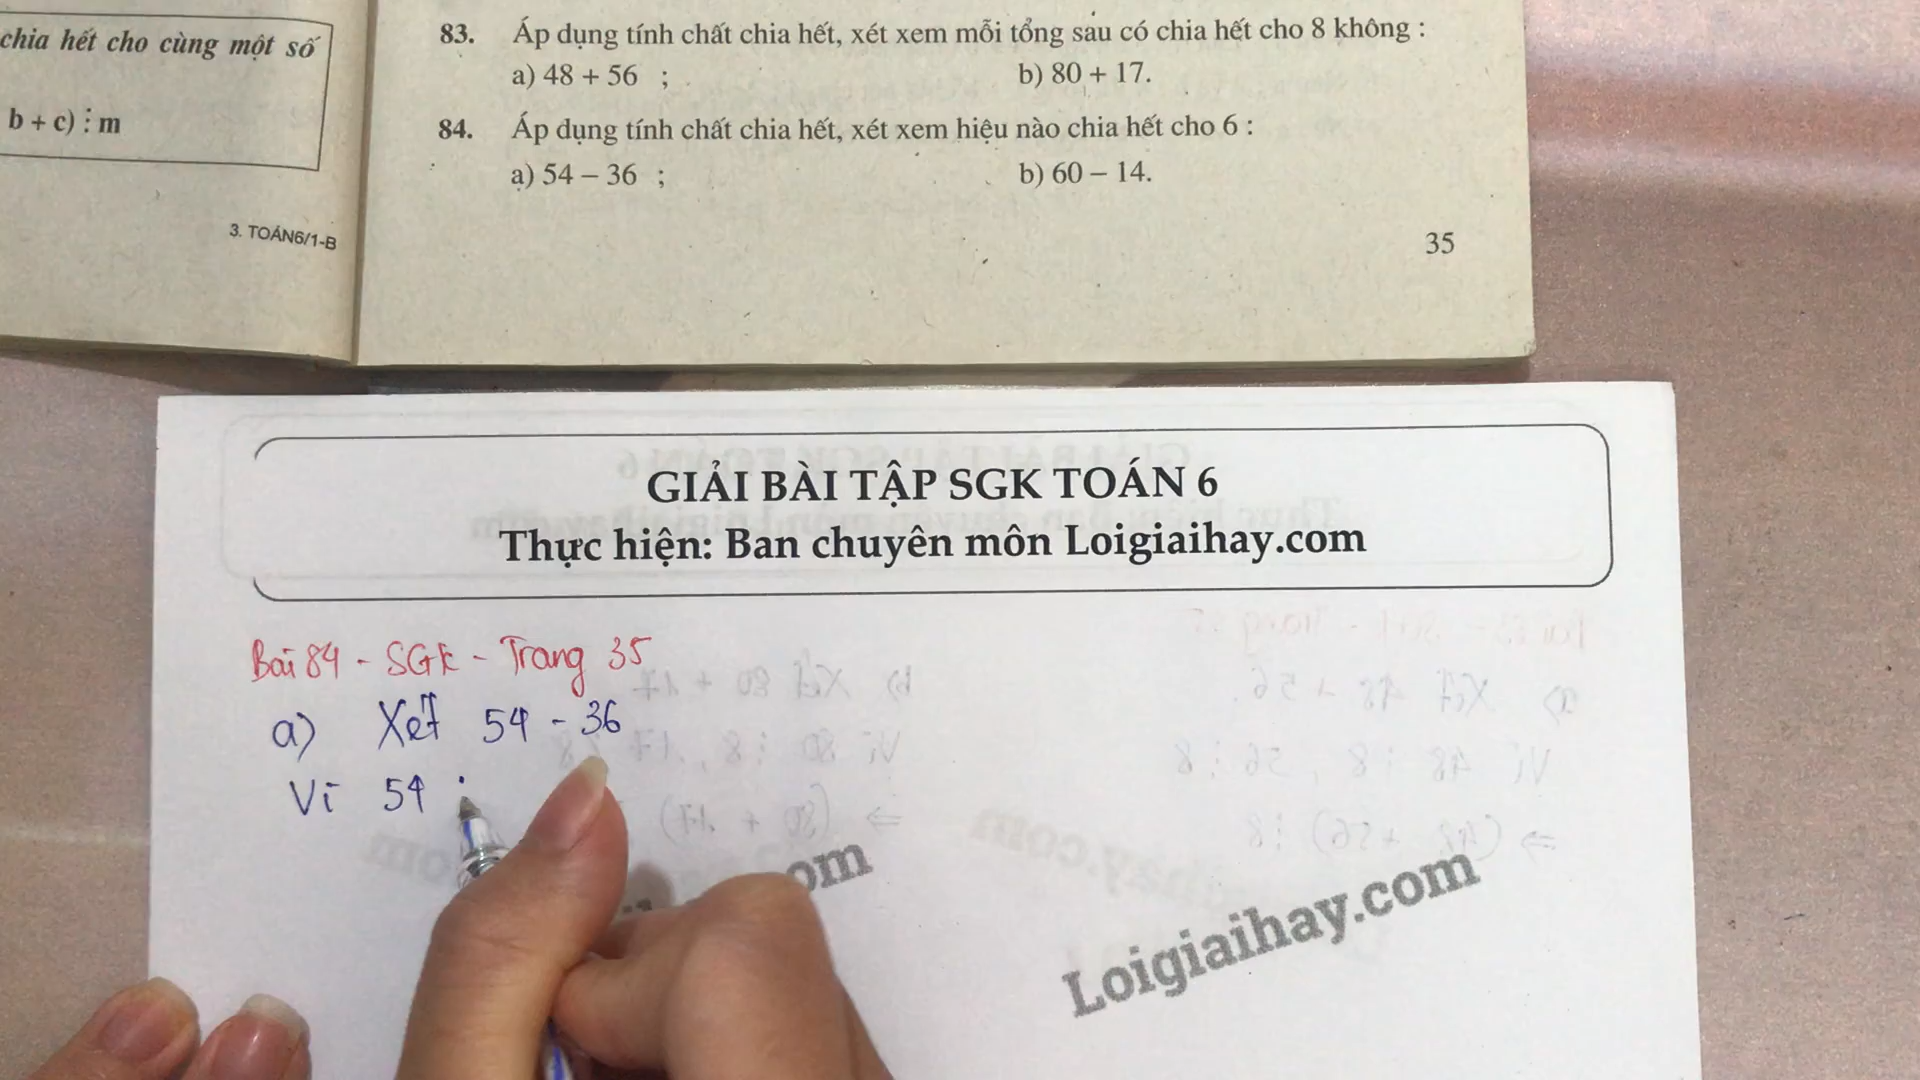 chia hết cho cùng một số
b + c) ⋮ m
3. TOÁN6/1-B
83. Áp dụng tính chất chia hết, xét xem mỗi tổng sau có chia hết cho 8 không :
a) 48 + 56 ; b) 80 + 17.
84. Áp dụng tính chất chia hết, xét xem hiệu nào chia hết cho 6 :
a) 54 – 36 ; b) 60 – 14.
35
GIẢI BÀI TẬP SGK TOÁN 6
Thực hiện: Ban chuyên môn Loigiaihay.com
Bài 84 - SGK - Trang 35
a) Xét 54 - 36
Vì 54
om
Loigiaihay.com